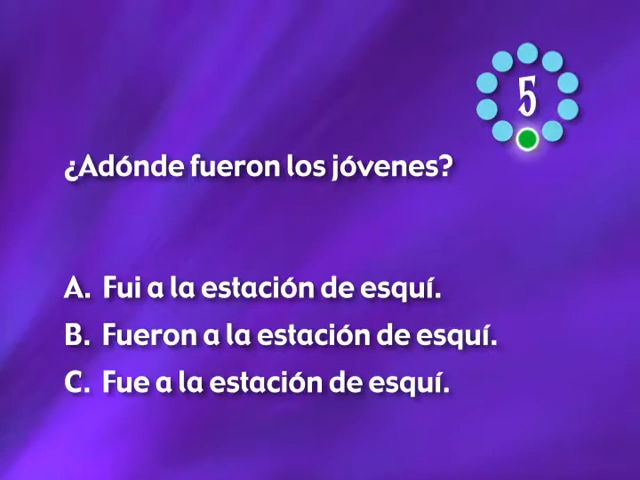 5
¿Adónde fueron los jóvenes?
A. Fui a la estación de esquí.
B. Fueron a la estación de esquí.
C. Fue a la estación de esquí.